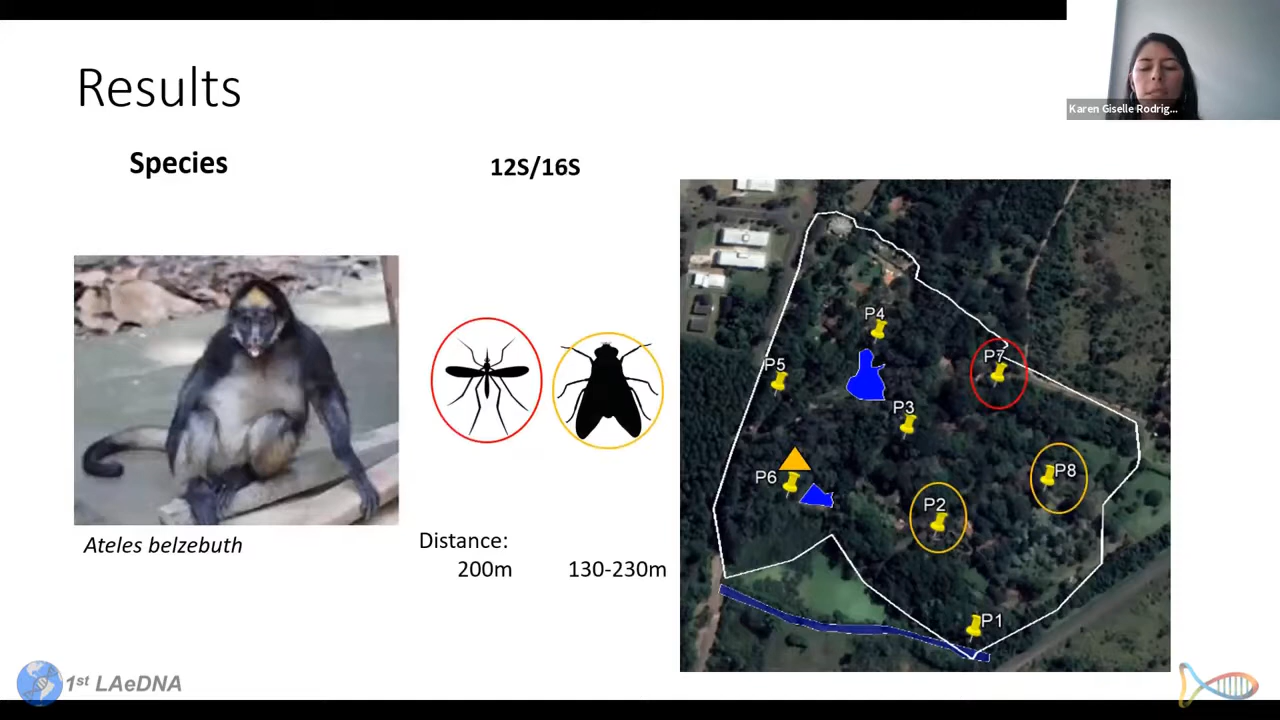 Results
Karen Giselle Rodrig...
Species
12S/16S
P4
P7
P5
P3
P6
P8
P2
P1
Ateles belzebuth
Distance:
200m
130-230m
1st LAeDNA